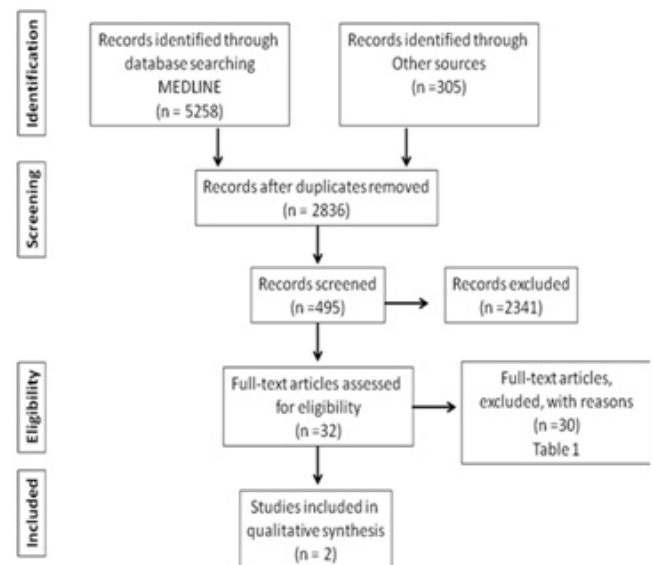 Identification
Records identified through
database searching
MEDLINE
(n = 5258)
Records identified through
Other sources
(n =305)
Screening
Records after duplicates removed
(n = 2836)
Records screened
(n =495)
Records excluded
(n =2341)
Eligibility
Full-text articles assessed
for eligibility
(n =32)
Full-text articles,
excluded, with reasons
(n =30)
Table 1
Included
Studies included in
qualitative synthesis
(n = 2)